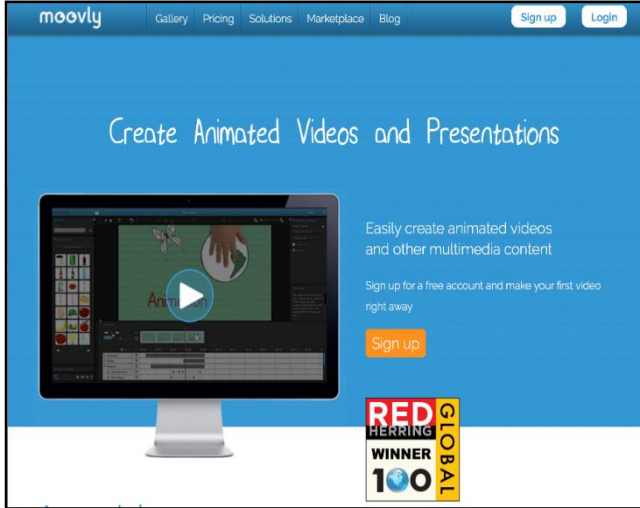 moovly
Gallery Pricing Solutions Marketplace Blog
Sign up Login
Create Animated Videos and Presentations
Animation
Easily create animated videos
and other multimedia content
Sign up for a free account and make your first video
right away
Sign up
RED
HERRING
WINNER
100
GLOBAL